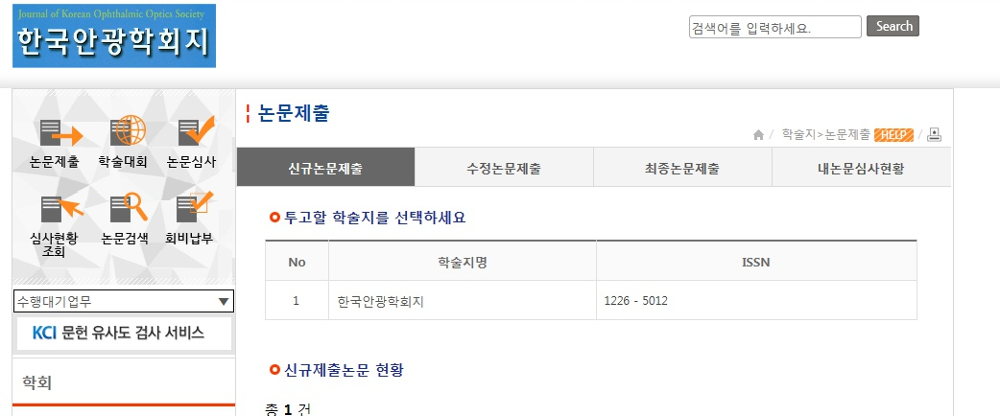 Journal of Korean Ophthalmic Optics Society
한국안광학회지
검색어를 입력하세요.
Search
논문제출
학술대회
논문심사
심사현황
조회
논문검색
회비납부
수행대기업무
KCI 문헌 유사도 검사 서비스
학회
논문제출
/ 학술지>논문제출 HELP /
신규논문제출
수정논문제출
최종논문제출
내논문심사현황
투고할 학술지를 선택하세요
No 학술지명 ISSN
1 한국안광학회지 1226 - 5012
신규제출논문 현황
총 1 건